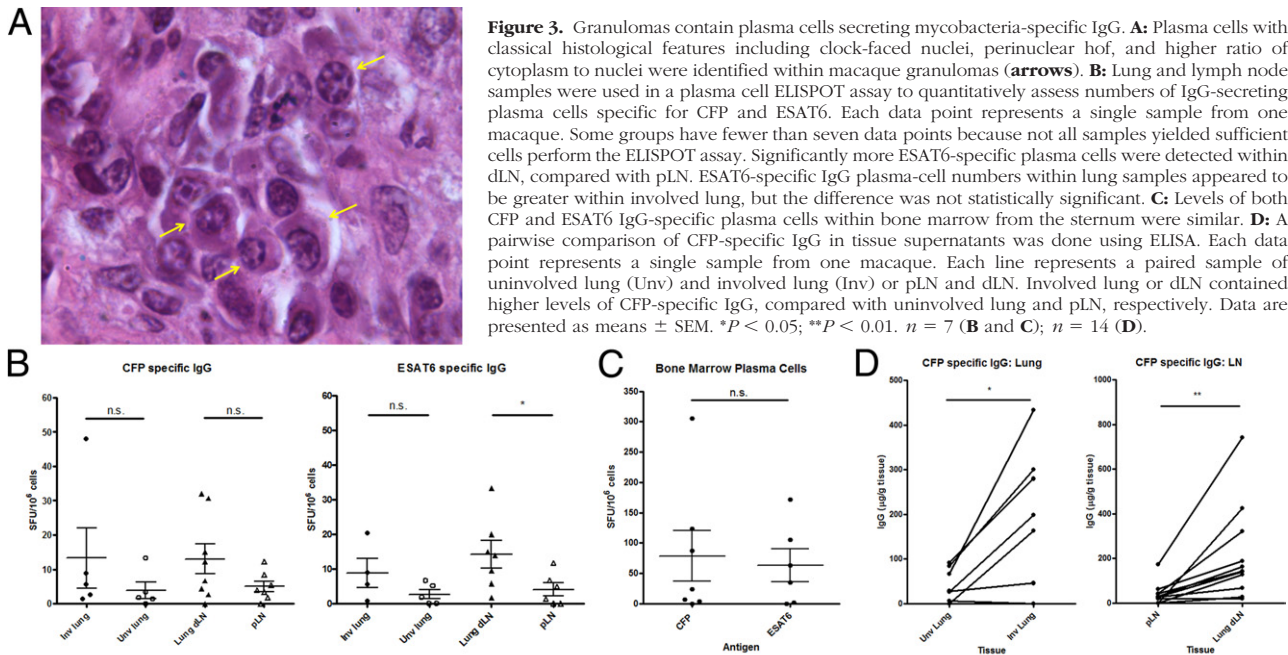 A
Figure 3. Granulomas contain plasma cells secreting mycobacteria-specific IgG. A: Plasma cells with
classical histological features including clock-faced nuclei, perinuclear hof, and higher ratio of
cytoplasm to nuclei were identified within macaque granulomas (arrows). B: Lung and lymph node
samples were used in a plasma cell ELISPOT assay to quantitatively assess numbers of IgG-secreting
plasma cells specific for CFP and ESAT6. Each data point represents a single sample from one
macaque. Some groups have fewer than seven data points because not all samples yielded sufficient
cells perform the ELISPOT assay. Significantly more ESAT6-specific plasma cells were detected within
dLN, compared with pLN. ESAT6-specific IgG plasma-cell numbers within lung samples appeared to
be greater within involved lung, but the difference was not statistically significant. C: Levels of both
CFP and ESAT6 IgG-specific plasma cells within bone marrow from the sternum were similar. D: A
pairwise comparison of CFP-specific IgG in tissue supernatants was done using ELISA. Each data
point represents a single sample from one macaque. Each line represents a paired sample of
uninvolved lung (Unv) and involved lung (Inv) or pLN and dLN. Involved lung or dLN contained
higher levels of CFP-specific IgG, compared with uninvolved lung and pLN, respectively. Data are
presented as means ± SEM. *P < 0.05; **P < 0.01. n = 7 (B and C); n = 14 (D).
B
CFP specific IgG
SFU/10⁶ cells
60
50
40
30
20
10
0
n.s.
n.s.
Inv lung
Unv lung
Lung dLN
pLN
ESAT6 specific IgG
SFU/10⁶ cells
60
50
40
30
20
10
0
n.s.
*
Inv lung
Unv lung
Lung dLN
pLN
C
Bone Marrow Plasma Cells
SFU/10⁶ cells
350
300
250
200
150
100
50
0
n.s.
CFP
ESAT6
Antigen
D
CFP specific IgG: Lung
IgG (µg/g tissue)
500
400
300
200
100
0
*
Unv Lung
Inv Lung
Tissue
CFP specific IgG: LN
IgG (µg/g tissue)
1000
800
600
400
200
0
**
pLN
Lung dLN
Tissue